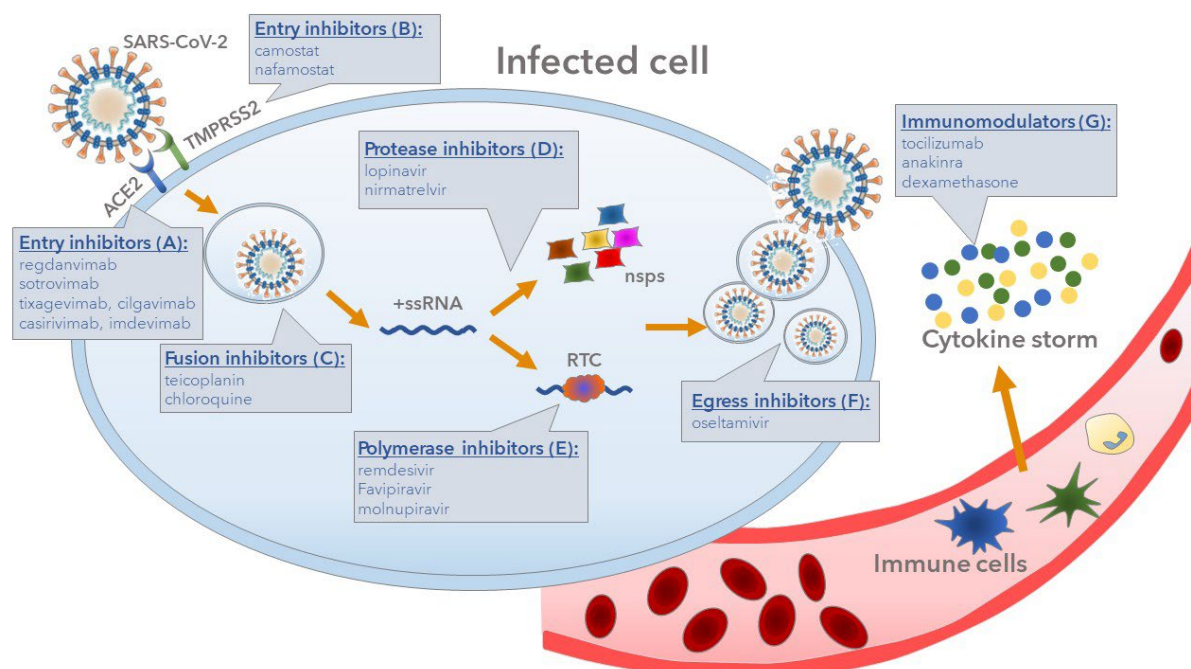 SARS-CoV-2
Entry inhibitors (B):
camostat
nafamostat
Infected cell
TMPRSS2
ACE2
Entry inhibitors (A):
regdanvimab
sotrovimab
tixagevimab, cilgavimab
casirivimab, imdevimab
Fusion inhibitors (C):
teicoplanin
chloroquine
Protease inhibitors (D):
lopinavir
nirmatrelvir
+ssRNA
nsps
RTC
Polymerase inhibitors (E):
remdesivir
Favipiravir
molnupiravir
Egress inhibitors (F):
oseltamivir
Immunomodulators (G):
tocilizumab
anakinra
dexamethasone
Cytokine storm
Immune cells